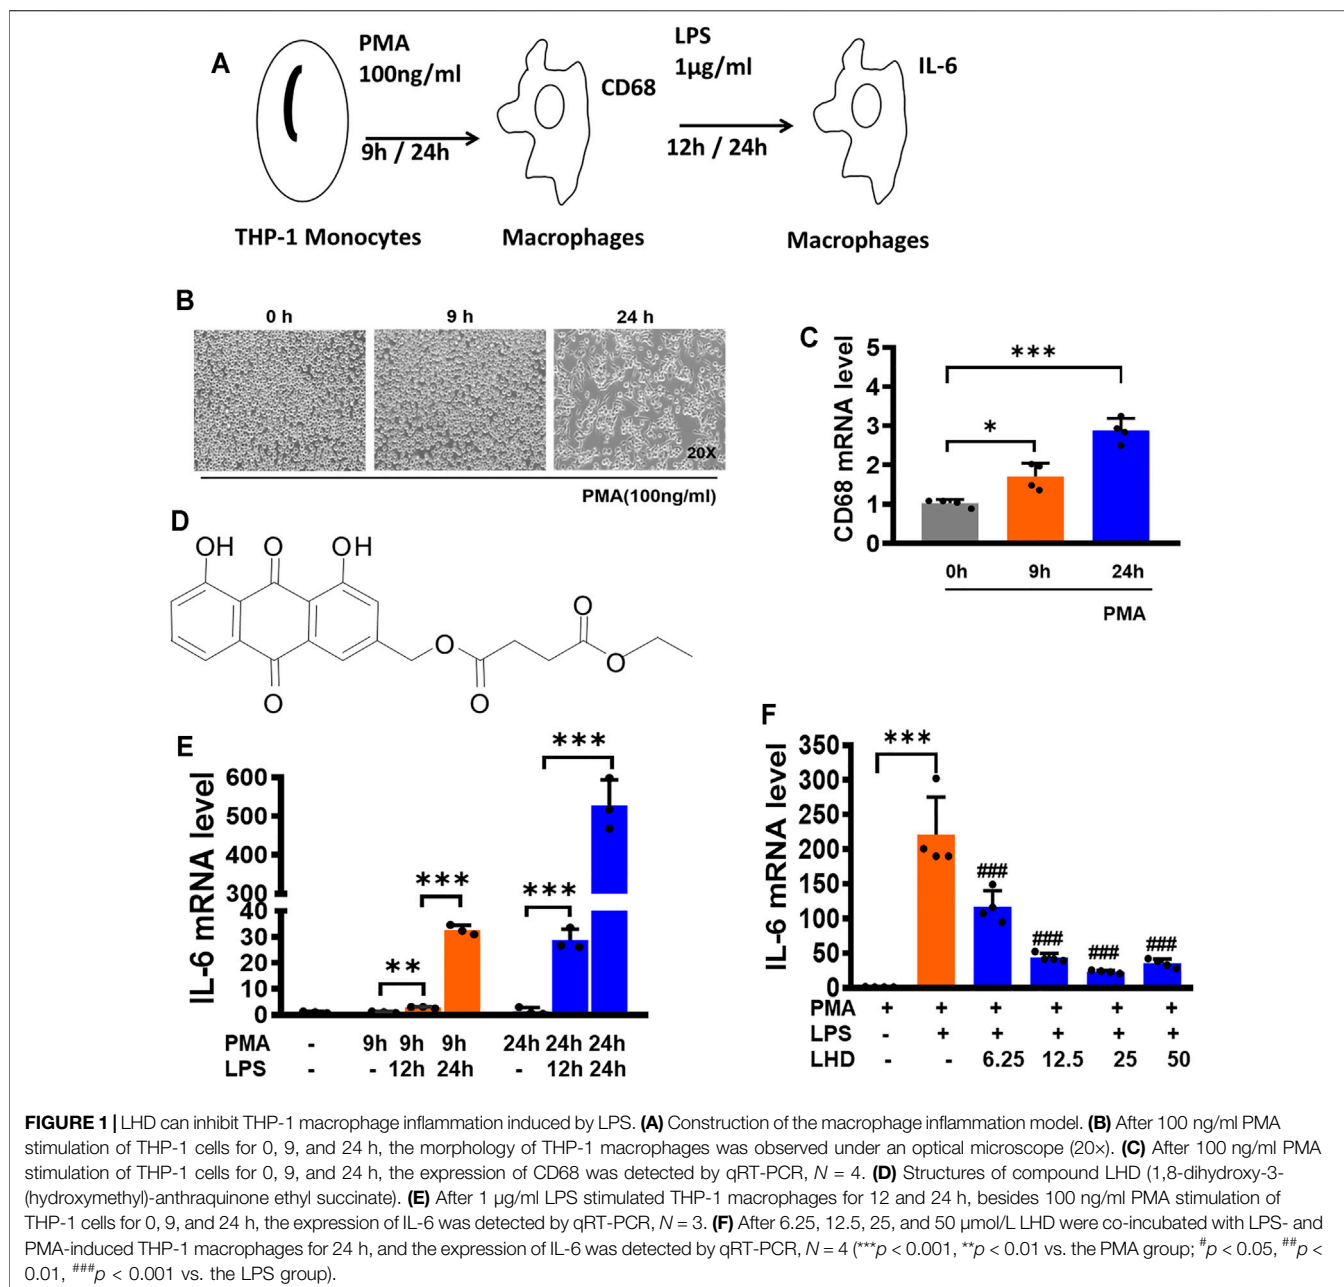 A
PMA
100ng/ml
9h / 24h
CD68
LPS
1µg/ml
12h / 24h
IL-6
THP-1 Monocytes
Macrophages
Macrophages
B
0 h
9 h
24 h
20X
PMA(100ng/ml)
C
CD68 mRNA level
5
4
3
2
1
0
***
*
0h
9h
24h
PMA
D
OH
O
OH
O
O
O
O
O
E
IL-6 mRNA level
600
500
400
300
40
30
20
10
0
**
***
***
***
PMA - 9h 9h 9h 24h 24h 24h
LPS - - 12h 24h - 12h 24h
F
IL-6 mRNA level
350
300
250
200
150
100
50
0
***
###
###
###
###
PMA + + + + + +
LPS - + + + + +
LHD - - 6.25 12.5 25 50
FIGURE 1 | LHD can inhibit THP-1 macrophage inflammation induced by LPS. (A) Construction of the macrophage inflammation model. (B) After 100 ng/ml PMA
stimulation of THP-1 cells for 0, 9, and 24 h, the morphology of THP-1 macrophages was observed under an optical microscope (20×). (C) After 100 ng/ml PMA
stimulation of THP-1 cells for 0, 9, and 24 h, the expression of CD68 was detected by qRT-PCR, N = 4. (D) Structures of compound LHD (1,8-dihydroxy-3-
(hydroxymethyl)-anthraquinone ethyl succinate). (E) After 1 µg/ml LPS stimulated THP-1 macrophages for 12 and 24 h, besides 100 ng/ml PMA stimulation of
THP-1 cells for 0, 9, and 24 h, the expression of IL-6 was detected by qRT-PCR, N = 3. (F) After 6.25, 12.5, 25, and 50 µmol/L LHD were co-incubated with LPS- and
PMA-induced THP-1 macrophages for 24 h, and the expression of IL-6 was detected by qRT-PCR, N = 4 (***p < 0.001, **p < 0.01 vs. the PMA group; #p < 0.05, ##p <
0.01, ###p < 0.001 vs. the LPS group).